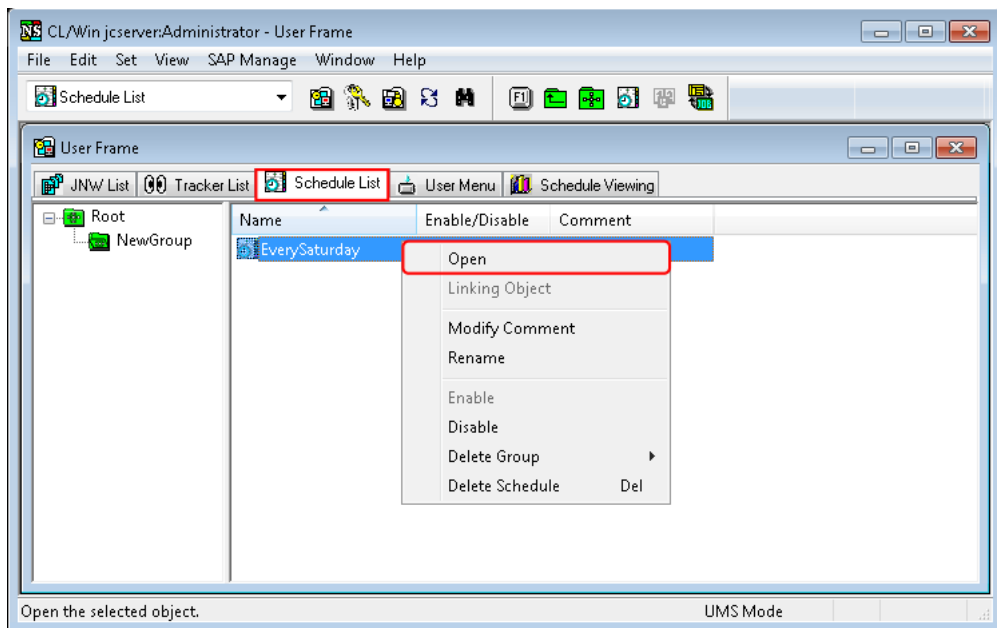 CL/Win jcserver:Administrator - User Frame
File Edit Set View SAP Manage Window Help
Schedule List
F1
User Frame
JNW List Tracker List Schedule List User Menu Schedule Viewing
Root
NewGroup
Name Enable/Disable Comment
EverySaturday
Open
Linking Object
Modify Comment
Rename
Enable
Disable
Delete Group
Delete Schedule Del
Open the selected object. UMS Mode